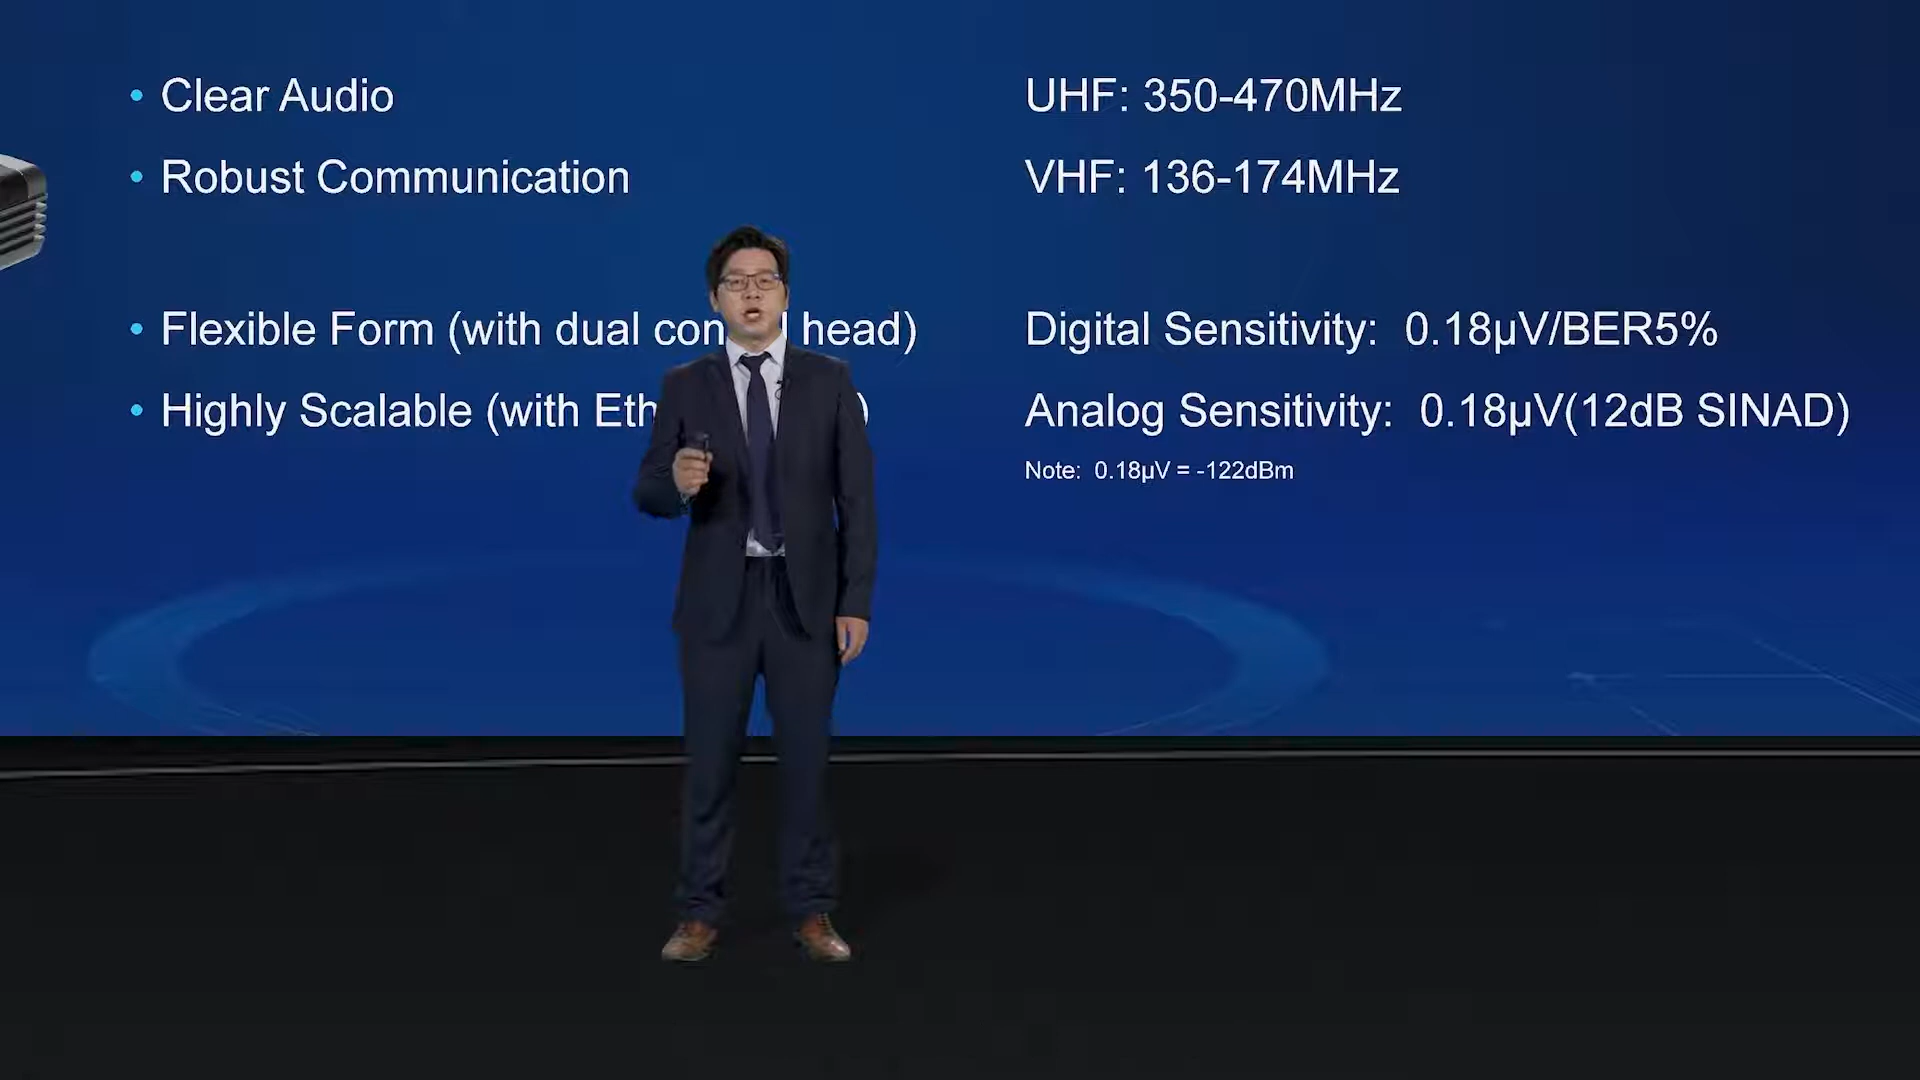 • Clear Audio
• Robust Communication
• Flexible Form (with dual con l head)
• Highly Scalable (with Eth )
UHF: 350-470MHz
VHF: 136-174MHz
Digital Sensitivity: 0.18μV/BER5%
Analog Sensitivity: 0.18μV(12dB SINAD)
Note: 0.18μV = -122dBm